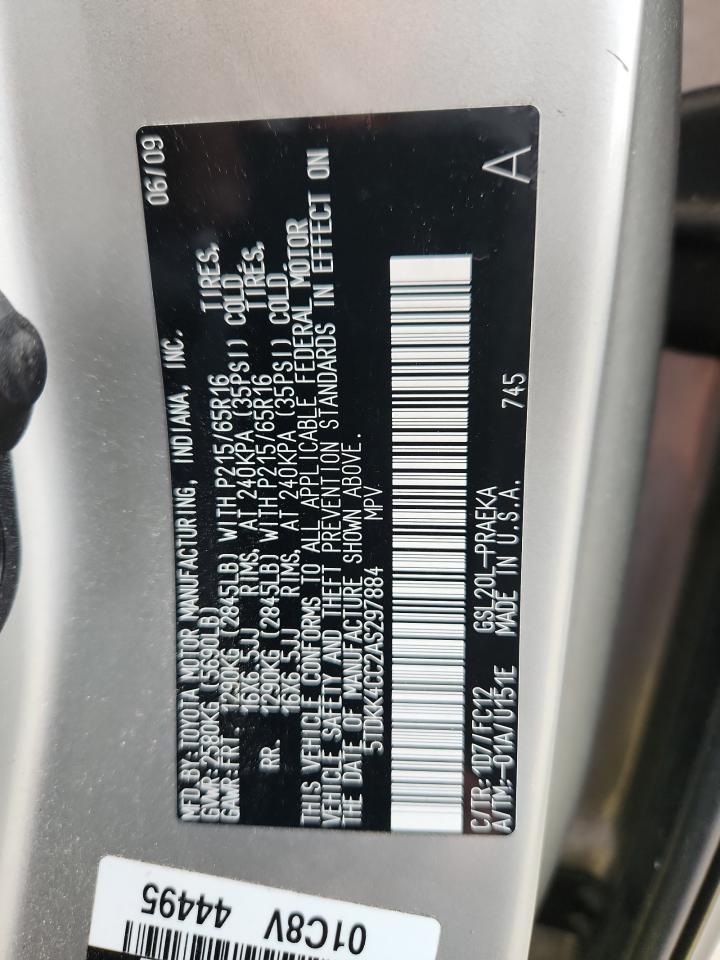 MFD. BY: TOYOTA MOTOR MANUFACTURING, INDIANA, INC. 06/09
GVWR: 2580KG (5690LB)
GAWR: FRT 1290KG (2845LB) WITH P215/65R16 TIRES,
16X6.5JJ RIMS, AT 240KPA (35PSI) COLD
RR. 1290KG (2845LB) WITH P215/65R16 TIRES,
16X6.5JJ RIMS, AT 240KPA (35PSI) COLD.
THIS VEHICLE CONFORMS TO ALL APPLICABLE FEDERAL MOTOR
VEHICLE SAFETY AND THEFT PREVENTION STANDARDS IN EFFECT ON
THE DATE OF MANUFACTURE SHOWN ABOVE.
5TDKK4CC2AS297884 MPV
C/TR: 1D7/FC12 GSL20L-PRAEKA
A/TM: -01A/U151E MADE IN U.S.A. 745 A
01C8V 44495